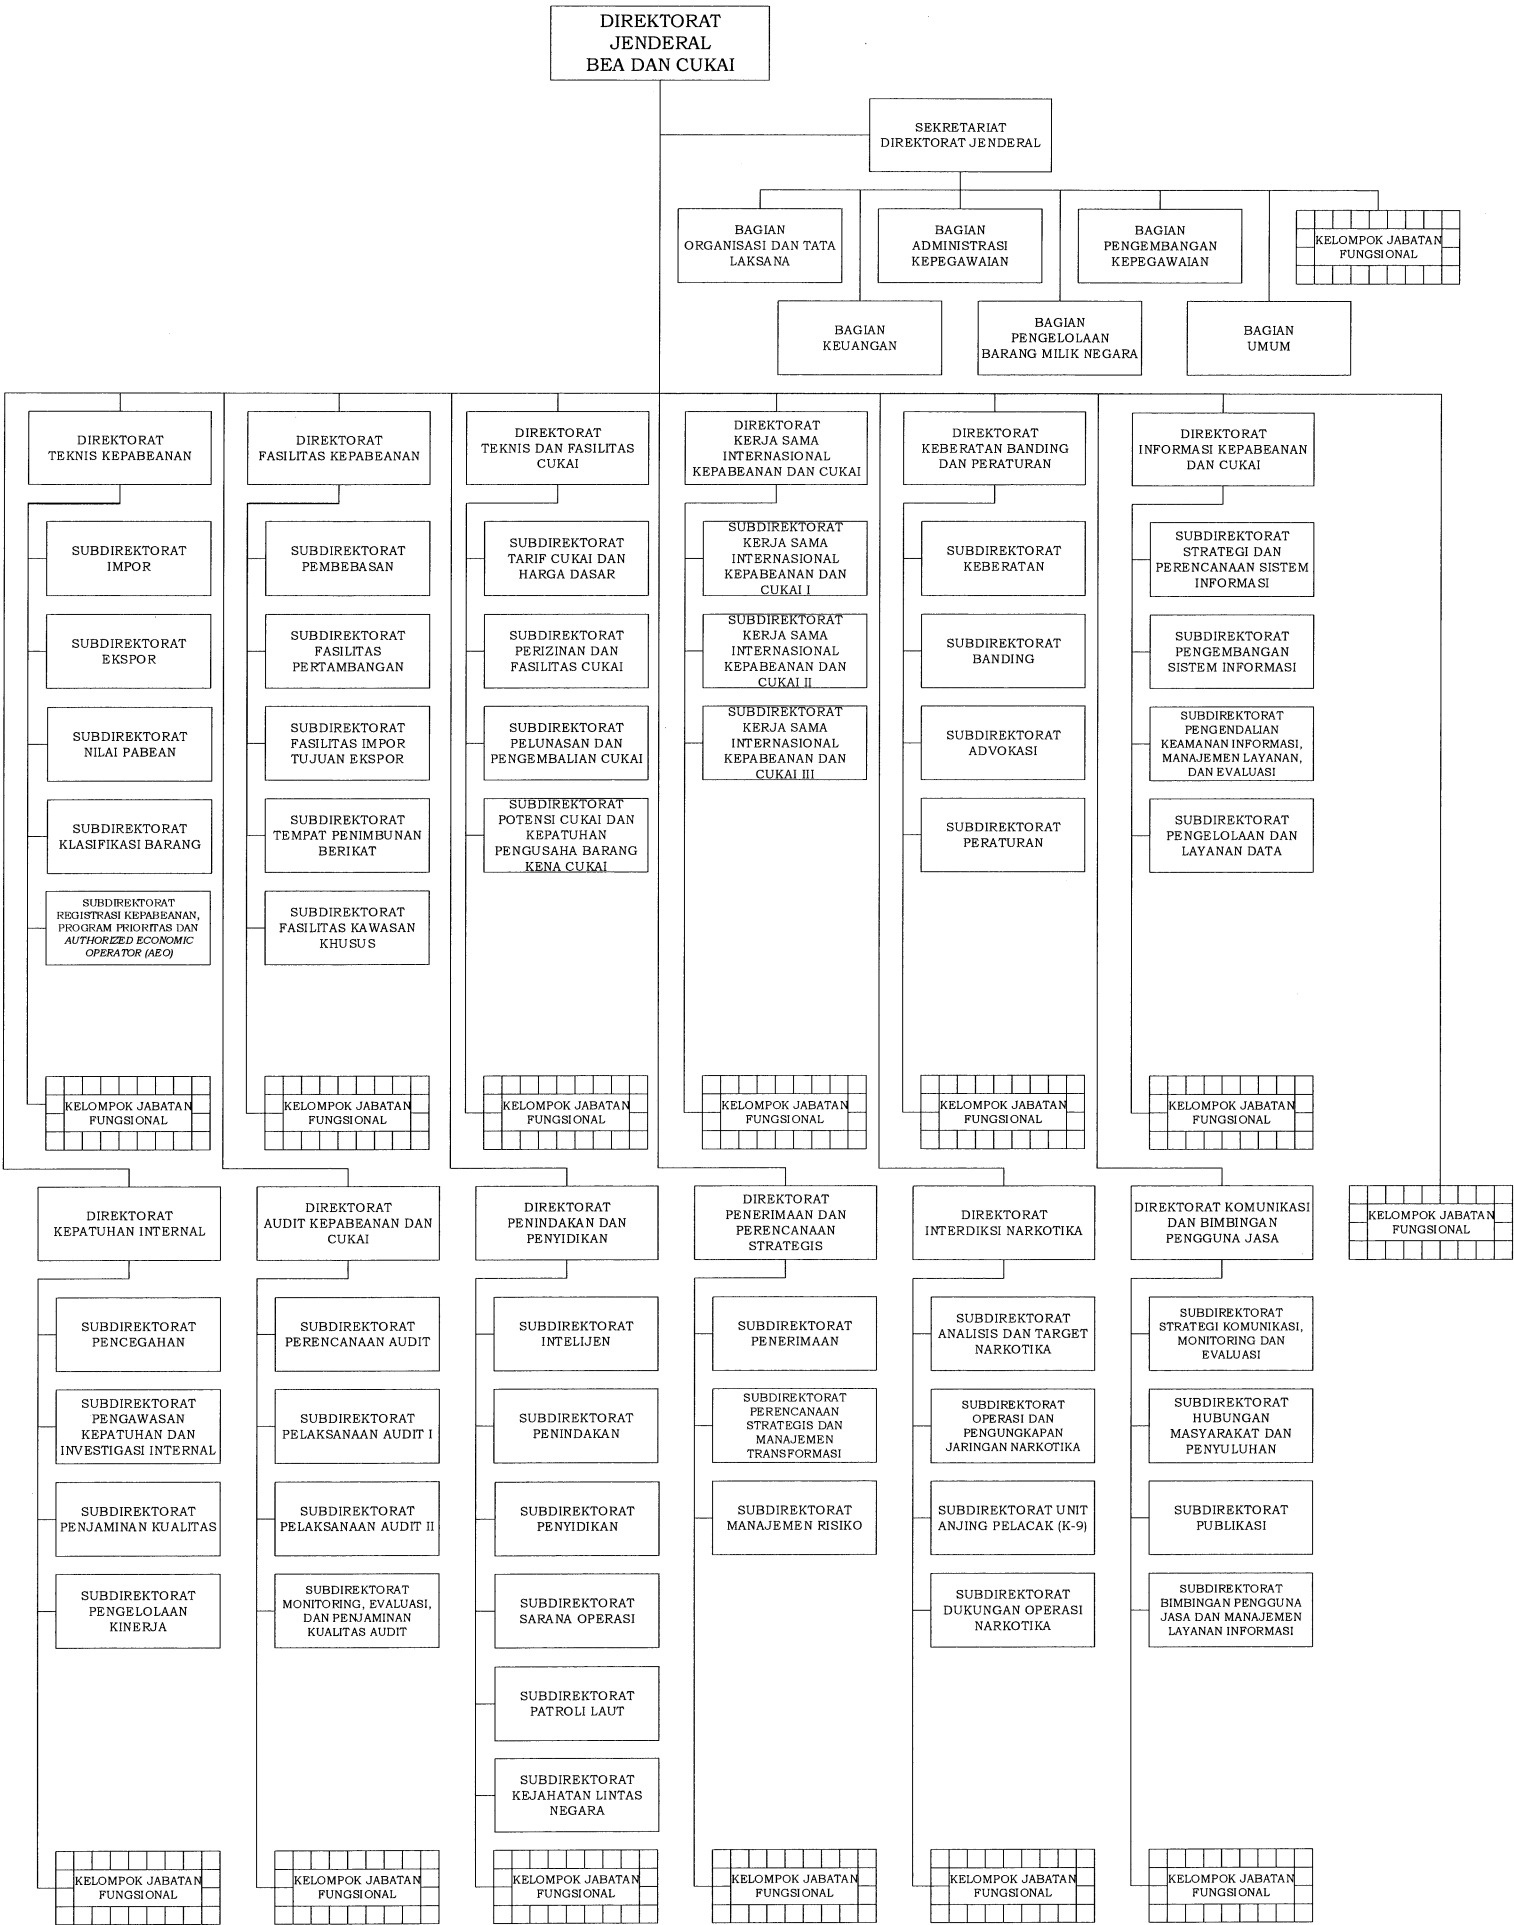 DIREKTORAT
JENDERAL
BEA DAN CUKAI
SEKRETARIAT
DIREKTORAT JENDERAL
BAGIAN
ORGANISASI DAN TATA
LAKSANA
BAGIAN
ADMINISTRASI
KEPEGAWAIAN
BAGIAN
PENGEMBANGAN
KEPEGAWAIAN
KELOMPOK JABATAN
FUNGSIONAL
BAGIAN
KEUANGAN
BAGIAN
PENGELOLAAN
BARANG MILIK NEGARA
BAGIAN
UMUM
DIREKTORAT
TEKNIS KEPABEANAN
DIREKTORAT
FASILITAS KEPABEANAN
DIREKTORAT
TEKNIS DAN FASILITAS
CUKAI
DIREKTORAT
KERJA SAMA
INTERNASIONAL
KEPABEANAN DAN CUKAI
DIREKTORAT
KEBERATAN BANDING
DAN PERATURAN
DIREKTORAT
INFORMASI KEPABEANAN
DAN CUKAI
SUBDIREKTORAT
IMPOR
SUBDIREKTORAT
PEMBEBASAN
SUBDIREKTORAT
TARIF CUKAI DAN
HARGA DASAR
SUBDIREKTORAT
KERJA SAMA
INTERNASIONAL
KEPABEANAN DAN
CUKAI I
SUBDIREKTORAT
KEBERATAN
SUBDIREKTORAT
STRATEGI DAN
PERENCANAAN SISTEM
INFORMASI
SUBDIREKTORAT
EKSPOR
SUBDIREKTORAT
FASILITAS
PERTAMBANGAN
SUBDIREKTORAT
PERIZINAN DAN
FASILITAS CUKAI
SUBDIREKTORAT
KERJA SAMA
INTERNASIONAL
KEPABEANAN DAN
CUKAI II
SUBDIREKTORAT
BANDING
SUBDIREKTORAT
PENGEMBANGAN
SISTEM INFORMASI
SUBDIREKTORAT
NILAI PABEAN
SUBDIREKTORAT
FASILITAS IMPOR
TUJUAN EKSPOR
SUBDIREKTORAT
PELUNASAN DAN
PENGEMBALIAN CUKAI
SUBDIREKTORAT
KERJA SAMA
INTERNASIONAL
KEPABEANAN DAN
CUKAI III
SUBDIREKTORAT
ADVOKASI
SUBDIREKTORAT
PENGENDALIAN
KEAMANAN INFORMASI,
MANAJEMEN LAYANAN,
DAN EVALUASI
SUBDIREKTORAT
KLASIFIKASI BARANG
SUBDIREKTORAT
TEMPAT PENIMBUNAN
BERIKAT
SUBDIREKTORAT
POTENSI CUKAI DAN
KEPATUHAN
PENGUSAHA BARANG
KENA CUKAI
SUBDIREKTORAT
PERATURAN
SUBDIREKTORAT
PENGELOLAAN DAN
LAYANAN DATA
SUBDIREKTORAT
REGISTRASI KEPABEANAN,
PROGRAM PRIORITAS DAN
AUTHORIZED ECONOMIC
OPERATOR (AEO)
SUBDIREKTORAT
FASILITAS KAWASAN
KHUSUS
KELOMPOK JABATAN
FUNGSIONAL
KELOMPOK JABATAN
FUNGSIONAL
KELOMPOK JABATAN
FUNGSIONAL
KELOMPOK JABATAN
FUNGSIONAL
KELOMPOK JABATAN
FUNGSIONAL
KELOMPOK JABATAN
FUNGSIONAL
DIREKTORAT
KEPATUHAN INTERNAL
DIREKTORAT
AUDIT KEPABEANAN DAN
CUKAI
DIREKTORAT
PENINDAKAN DAN
PENYIDIKAN
DIREKTORAT
PENERIMAAN DAN
PERENCANAAN
STRATEGIS
DIREKTORAT
INTERDIKSI NARKOTIKA
DIREKTORAT KOMUNIKASI
DAN BIMBINGAN
PENGGUNA JASA
KELOMPOK JABATAN
FUNGSIONAL
SUBDIREKTORAT
PENCEGAHAN
SUBDIREKTORAT
PERENCANAAN AUDIT
SUBDIREKTORAT
INTELIJEN
SUBDIREKTORAT
PENERIMAAN
SUBDIREKTORAT
ANALISIS DAN TARGET
NARKOTIKA
SUBDIREKTORAT
STRATEGI KOMUNIKASI,
MONITORING DAN
EVALUASI
SUBDIREKTORAT
PENGAWASAN
KEPATUHAN DAN
INVESTIGASI INTERNAL
SUBDIREKTORAT
PELAKSANAAN AUDIT I
SUBDIREKTORAT
PENINDAKAN
SUBDIREKTORAT
PERENCANAAN
STRATEGIS DAN
MANAJEMEN
TRANSFORMASI
SUBDIREKTORAT
OPERASI DAN
PENGUNGKAPAN
JARINGAN NARKOTIKA
SUBDIREKTORAT
HUBUNGAN
MASYARAKAT DAN
PENYULUHAN
SUBDIREKTORAT
PENJAMINAN KUALITAS
SUBDIREKTORAT
PELAKSANAAN AUDIT II
SUBDIREKTORAT
PENYIDIKAN
SUBDIREKTORAT
MANAJEMEN RISIKO
SUBDIREKTORAT UNIT
ANJING PELACAK (K-9)
SUBDIREKTORAT
PUBLIKASI
SUBDIREKTORAT
PENGELOLAAN
KINERJA
SUBDIREKTORAT
MONITORING, EVALUASI,
DAN PENJAMINAN
KUALITAS AUDIT
SUBDIREKTORAT
SARANA OPERASI
SUBDIREKTORAT
DUKUNGAN OPERASI
NARKOTIKA
SUBDIREKTORAT
BIMBINGAN PENGGUNA
JASA DAN MANAJEMEN
LAYANAN INFORMASI
SUBDIREKTORAT
PATROLI LAUT
SUBDIREKTORAT
KEJAHATAN LINTAS
NEGARA
KELOMPOK JABATAN
FUNGSIONAL
KELOMPOK JABATAN
FUNGSIONAL
KELOMPOK JABATAN
FUNGSIONAL
KELOMPOK JABATAN
FUNGSIONAL
KELOMPOK JABATAN
FUNGSIONAL
KELOMPOK JABATAN
FUNGSIONAL